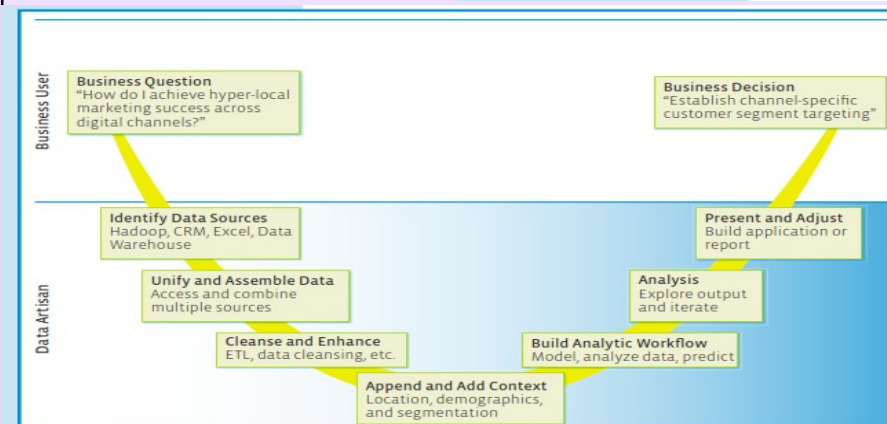 Business User
Business Question
“How do I achieve hyper-local
marketing success across
digital channels?”
Business Decision
“Establish channel-specific
customer segment targeting”
Data Artisan
Identify Data Sources
Hadoop, CRM, Excel, Data
Warehouse
Unify and Assemble Data
Access and combine
multiple sources
Cleanse and Enhance
ETL, data cleansing, etc.
Append and Add Context
Location, demographics,
and segmentation
Build Analytic Workflow
Model, analyze data, predict
Analysis
Explore output
and iterate
Present and Adjust
Build application or
report